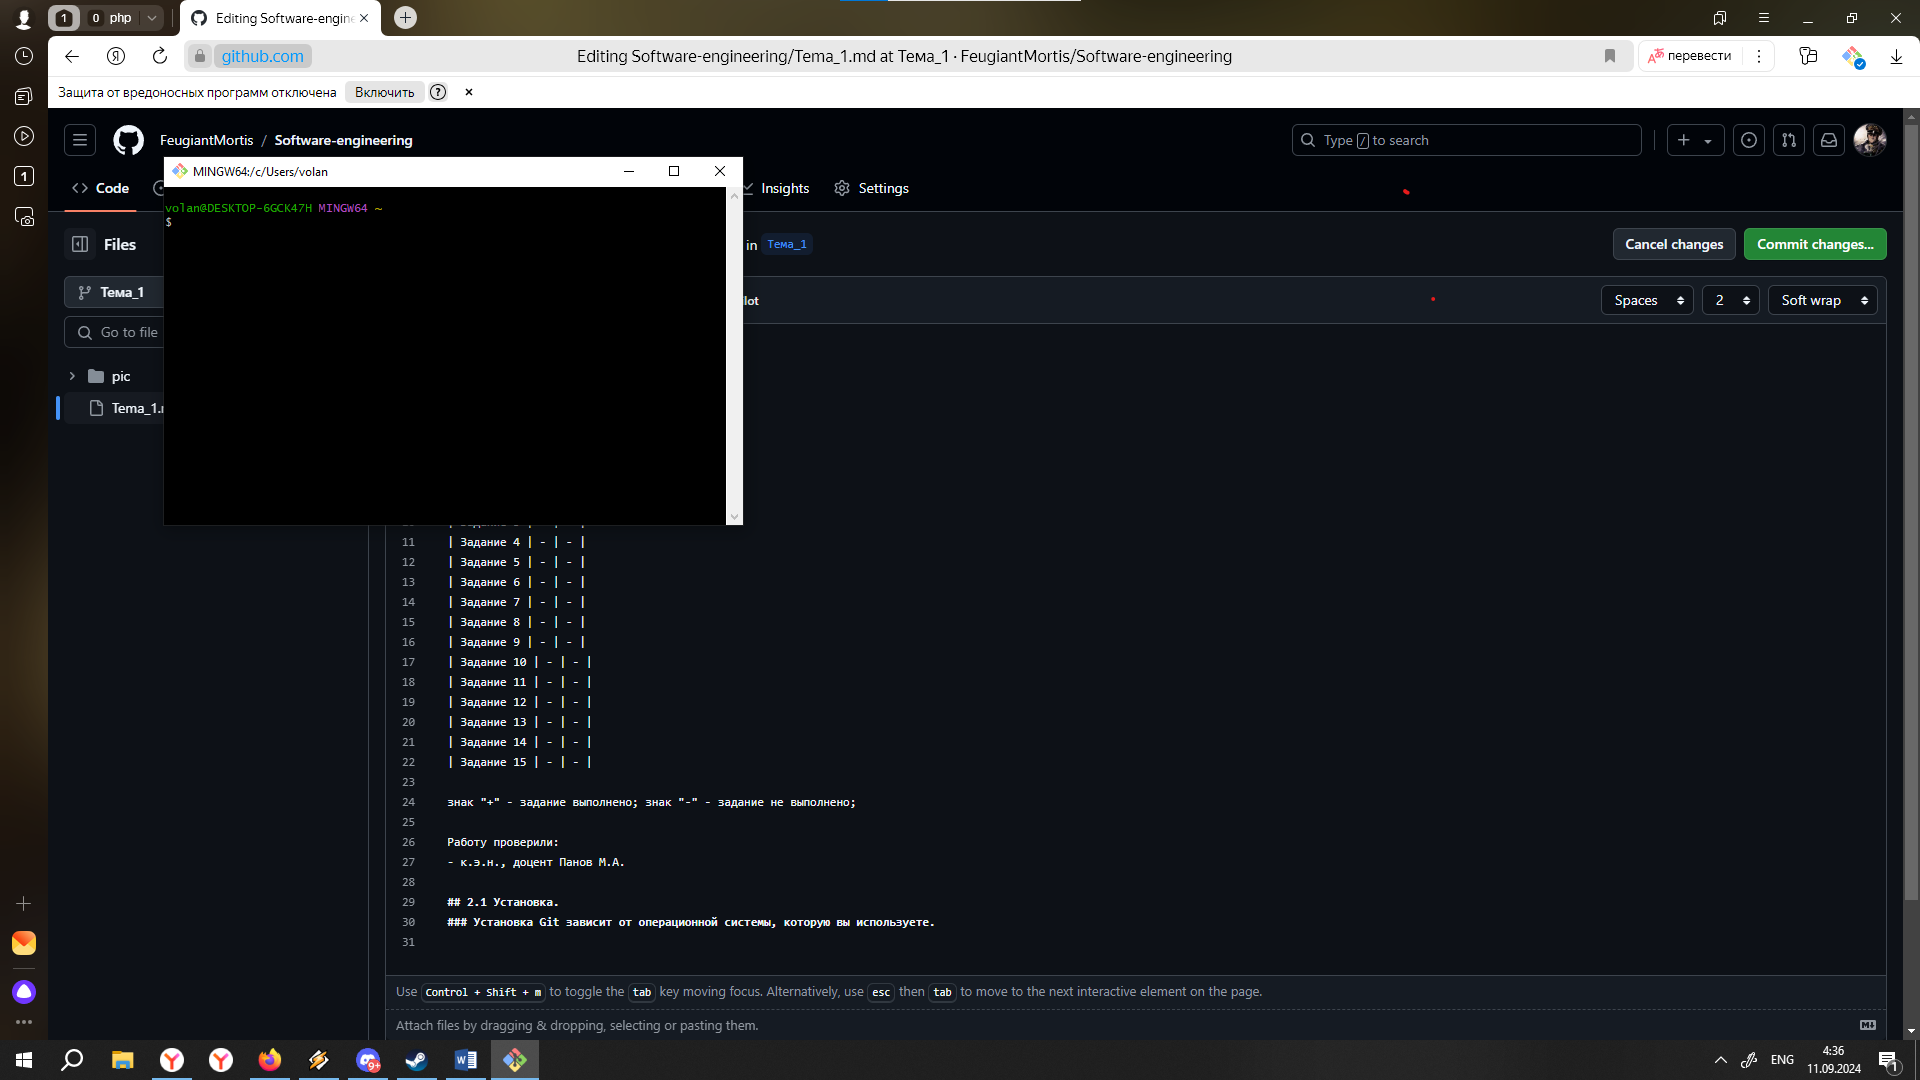 1
0 php
Editing Software-engine
github.com
Editing Software-engineering/Tema_1.md at Тема_1 · FeugiantMortis/Software-engineering
перевести
Защита от вредоносных программ отключена
Включить
FeugiantMortis / Software-engineering
Type / to search
MINGW64:/c/Users/volan
Code
Insights
Settings
volan@DESKTOP-6GCK47H MINGW64 ~
$
Files
in Тема_1
Cancel changes
Commit changes...
Тема_1
Spaces
2
Soft wrap
Go to file
pic
Tema_1.
11 | Задание 4 | - | - |
12 | Задание 5 | - | - |
13 | Задание 6 | - | - |
14 | Задание 7 | - | - |
15 | Задание 8 | - | - |
16 | Задание 9 | - | - |
17 | Задание 10 | - | - |
18 | Задание 11 | - | - |
19 | Задание 12 | - | - |
20 | Задание 13 | - | - |
21 | Задание 14 | - | - |
22 | Задание 15 | - | - |
23
24 знак "+" - задание выполнено; знак "-" - задание не выполнено;
25
26 Работу проверили:
27 - к.э.н., доцент Панов М.А.
28
29 ## 2.1 Установка.
30 ### Установка Git зависит от операционной системы, которую вы используете.
31
Use Control + Shift + m to toggle the tab key moving focus. Alternatively, use esc then tab to move to the next interactive element on the page.
Attach files by dragging & dropping, selecting or pasting them.
9+
ENG
4:36
11.09.2024
1